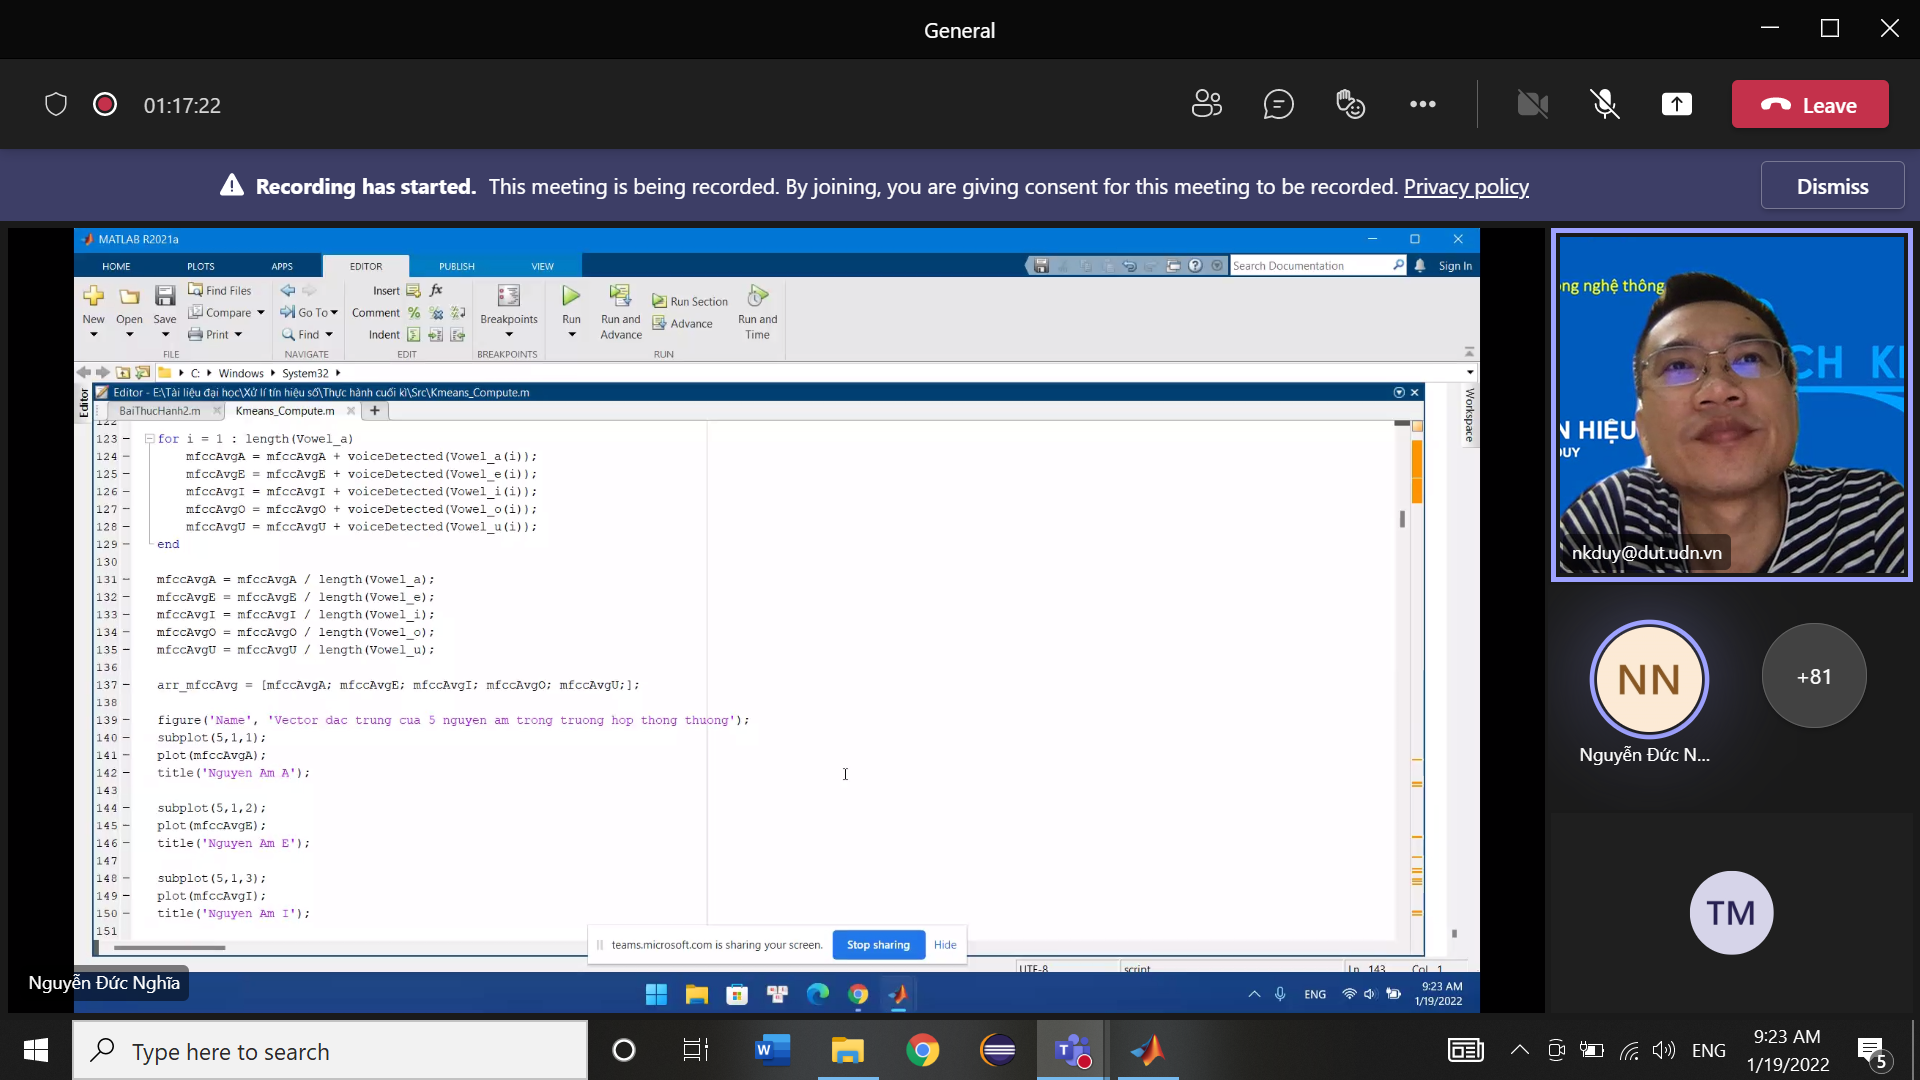 General
01:17:22
Leave
Recording has started. This meeting is being recorded. By joining, you are giving consent for this meeting to be recorded. Privacy policy
Dismiss
MATLAB R2021a
HOME PLOTS APPS EDITOR PUBLISH VIEW
Search Documentation
Sign In
New Open Save
Find Files
Compare
Print
FILE
Go To
Find
NAVIGATE
Insert
Comment
Indent
EDIT
Breakpoints
BREAKPOINTS
Run
Run and Advance
Run Section
Advance
Run and Time
RUN
C: Windows System32
Editor
Editor - E:\Tài liệu đại học\Xử lí tín hiệu số\Thực hành cuối kì\Src\Kmeans_Compute.m
Workspace
BaiThucHanh2.m Kmeans_Compute.m +
122
123 for i = 1 : length(Vowel_a)
124 mfccAvgA = mfccAvgA + voiceDetected(Vowel_a(i));
125 mfccAvgE = mfccAvgE + voiceDetected(Vowel_e(i));
126 mfccAvgI = mfccAvgI + voiceDetected(Vowel_i(i));
127 mfccAvgO = mfccAvgO + voiceDetected(Vowel_o(i));
128 mfccAvgU = mfccAvgU + voiceDetected(Vowel_u(i));
129 end
130
131 mfccAvgA = mfccAvgA / length(Vowel_a);
132 mfccAvgE = mfccAvgE / length(Vowel_e);
133 mfccAvgI = mfccAvgI / length(Vowel_i);
134 mfccAvgO = mfccAvgO / length(Vowel_o);
135 mfccAvgU = mfccAvgU / length(Vowel_u);
136
137 arr_mfccAvg = [mfccAvgA; mfccAvgE; mfccAvgI; mfccAvgO; mfccAvgU;];
138
139 figure('Name', 'Vector dac trung cua 5 nguyen am trong truong hop thong thuong');
140 subplot(5,1,1);
141 plot(mfccAvgA);
142 title('Nguyen Am A');
143
144 subplot(5,1,2);
145 plot(mfccAvgE);
146 title('Nguyen Am E');
147
148 subplot(5,1,3);
149 plot(mfccAvgI);
150 title('Nguyen Am I');
151
teams.microsoft.com is sharing your screen. Stop sharing Hide
UTF-8 script Ln 143 Col 1
Nguyễn Đức Nghĩa
ENG
9:23 AM
1/19/2022
ng nghệ thông
CH K
N HIỆU
DUY
nkduy@dut.udn.vn
NN
Nguyễn Đức N...
+81
TM
Type here to search
ENG
9:23 AM
1/19/2022
5